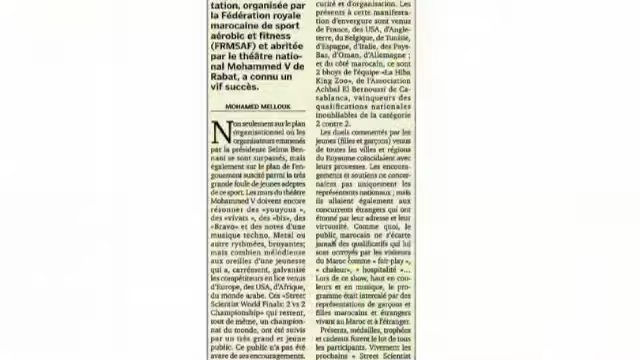 tation, organisée par
la Fédération royale
marocaine de sport
aérobic et fitness
(FRMSAF) et abritée
par le théâtre natio-
nal Mohammed V de
Rabat, a connu un
vif succès.
MOHAMED MELLOUK
Non seulement sur le plan
organisationnel où les
organisateurs emmenés
par la présidente Selma Ben-
nani se sont surpassés, mais
également sur le plan de l'en-
gouement suscité parmi la très
grande foule de jeunes adeptes
de ce sport. Les murs du théâtre
Mohammed V doivent encore
résonner des «youyous »,
des «vivats », des «bis», des
«Bravo» et des notes d'une
musique techno, Metal ou
autre rythmées, bruyantes;
mais combien mélodieuse
aux oreilles d'une jeunesse
qui a, carrément, galvanisé
les compétiteurs en lice venus
d'Europe, des USA, d'Afrique,
du monde arabe. Ces «Street
Scientist World Finals: 2 vs 2
Championship» qui restent,
tout de même, un champion-
nat du monde, ont été suivis
par un très grand et jeune
public. Ce public n'a pas été
avare de ses encouragements.
cutité et d'organisation. Les
présents à cette manifesta-
tion d'envergure sont venus
de France, des USA, d'Angle-
terre, du Belgique, de Tunisie,
d'Espagne, d'Italie, des Pays-
Bas, d'Oman, d'Allemagne ;
et du côté marocain, ce sont
2 bboys de l'équipe «La Hiba
King Zoo», de l'Association
Achbal El Bernoussi de Ca-
sablanca, vainqueurs des
qualifications nationales
inoubliables de la catégorie
2 contre 2.
Les duels commentés par les
jeunes (filles et garçons) venus
de toutes les villes et régions
du Royaume coïncidaient avec
leurs prouesses. Les encoura-
gements et soutiens ne concer-
naient pas uniquement les
représentants nationaux ; mais
ils allaient également aux
concurrents étrangers qui ont
étonné par leur adresse et leur
virtuosité. Comme quoi, le
public, marocain ne s'écarte
jamais des qualificatifs qui lui
sont octroyés par les visiteurs
du Maroc comme « fair-play »,
« chaleur», « hospitalité »...
Lors de ce show, haut en cou-
leurs et en musique, le pro-
gramme était intercalé par des
représentations de garçons et
filles marocains et étrangers
vivant au Maroc et à l'étranger.
Présents, médailles, trophées
et cadeaux furent le lot de tous
les participants. Vivement les
prochains « Street Scientist